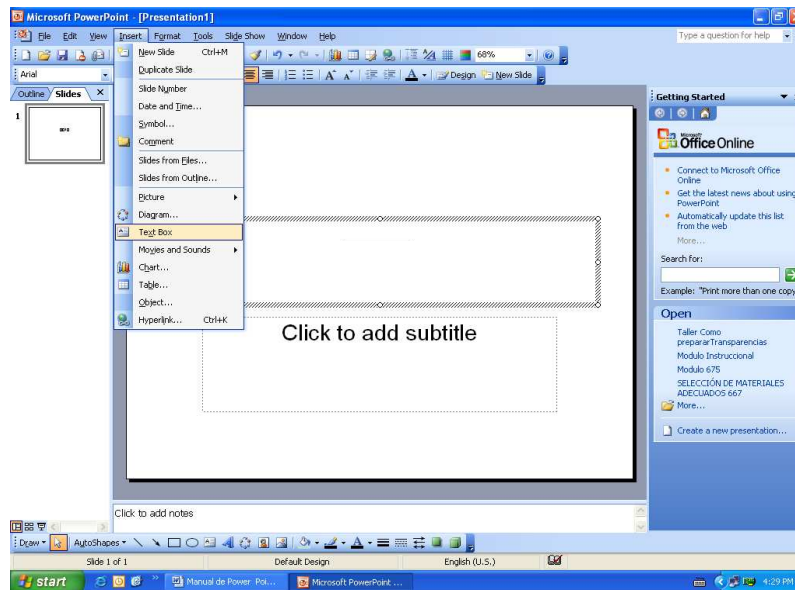 Microsoft PowerPoint - [Presentation1]
File Edit View Insert Format Tools Slide Show Window Help
Type a question for help
68%
Arial
Design New Slide
Outline Slides
1
New Slide Ctrl+M
Duplicate Slide
Slide Number
Date and Time...
Symbol...
Comment
Slides from Files...
Slides from Outline...
Picture
Diagram...
Text Box
Movies and Sounds
Chart...
Table...
Object...
Hyperlink... Ctrl+K
Click to add subtitle
Click to add notes
Getting Started
Microsoft
Office Online
Connect to Microsoft Office
Online
Get the latest news about using
PowerPoint
Automatically update this list
from the web
More...
Search for:
Example: "Print more than one copy
Open
Taller Como
prepararTransparencias
Modulo Instruccional
Modulo 675
SELECCIÓN DE MATERIALES
ADECUADOS 667
More...
Create a new presentation...
Draw AutoShapes
Slide 1 of 1 Default Design English (U.S.)
start Manual de Power Poi... Microsoft PowerPoint ... 4:29 PM